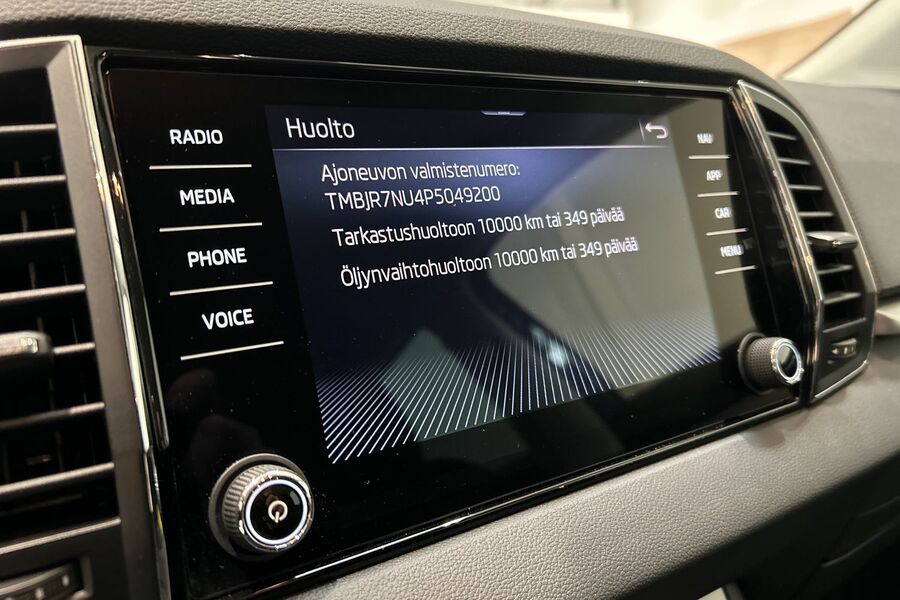 RADIO
MEDIA
PHONE
VOICE
Huolto
Ajoneuvon valmistenumero:
TMBJR7NU4P5049200
Tarkastushuoltoon 10000 km tai 349 päivää
Öljynvaihtohuoltoon 10000 km tai 349 päivää
NAV
APP
CAR
MENU